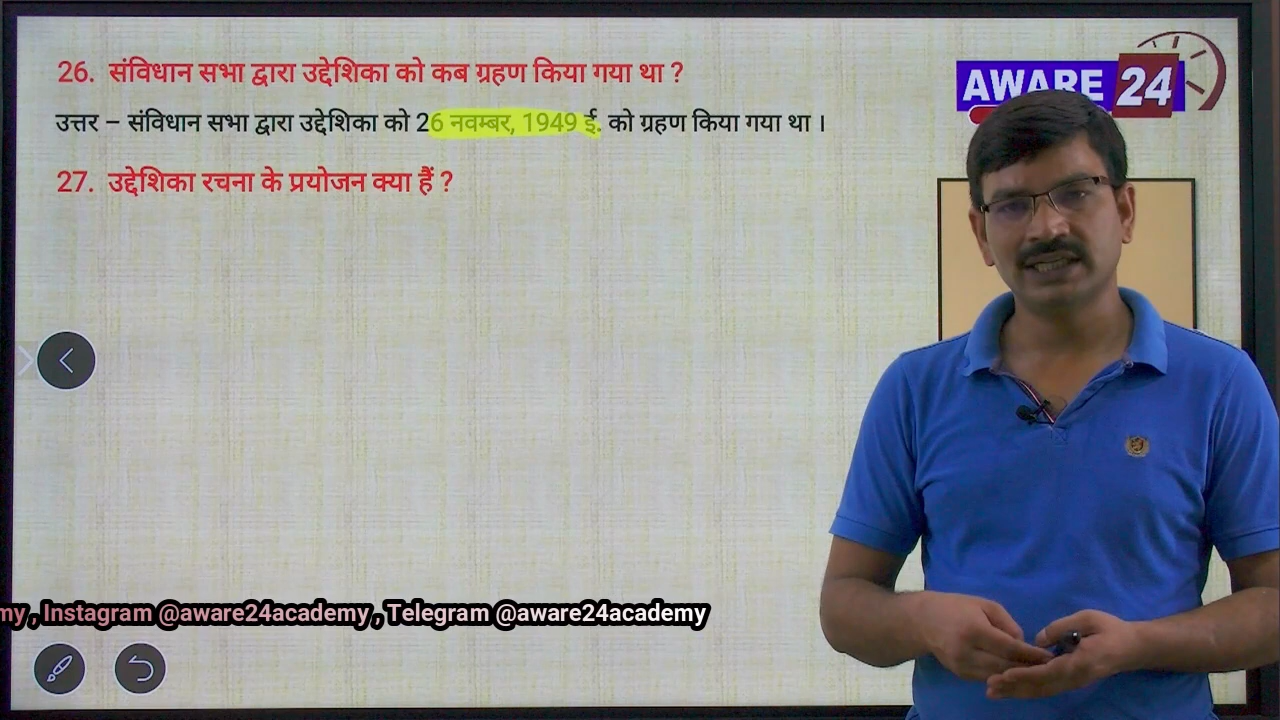 26. संविधान सभा द्वारा उद्देशिका को कब ग्रहण किया गया था ?
AWARE 24
उत्तर – संविधान सभा द्वारा उद्देशिका को 26 नवम्बर, 1949 ई. को ग्रहण किया गया था ।
27. उद्देशिका रचना के प्रयोजन क्या हैं ?
my , Instagram @aware24academy , Telegram @aware24academy